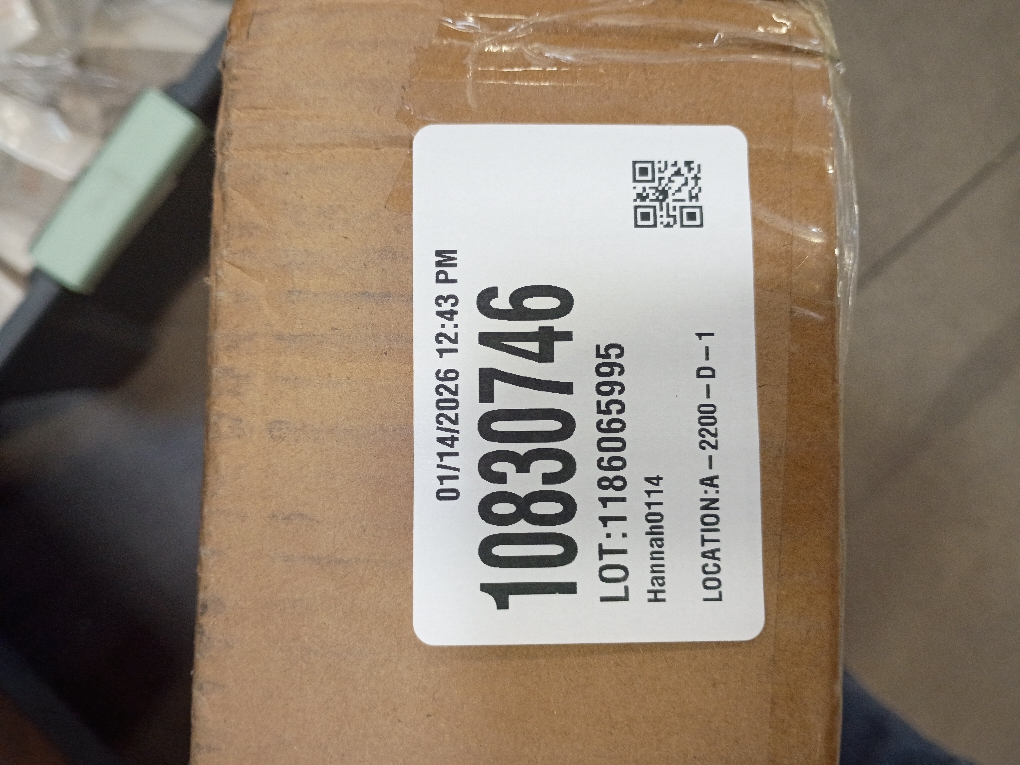 01/14/2026 12:43 PM
10830746
LOT:1186065995
Hannah0114
LOCATION:A-2200-D-1